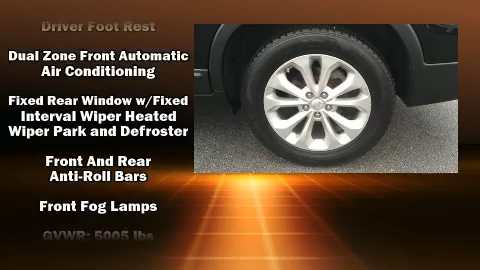 Driver Foot Rest
Dual Zone Front Automatic
Air Conditioning
Fixed Rear Window w/Fixed
Interval Wiper Heated
Wiper Park and Defroster
Front And Rear
Anti-Roll Bars
Front Fog Lamps
GVWR: 5005 lbs